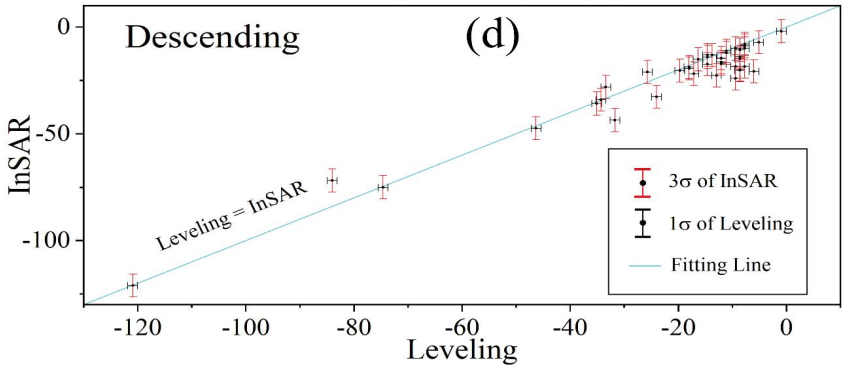 Descending
(d)
0
-50
-100
InSAR
Leveling = InSAR
3σ of InSAR
1σ of Leveling
Fitting Line
-120 -100 -80 -60 -40 -20 0
Leveling